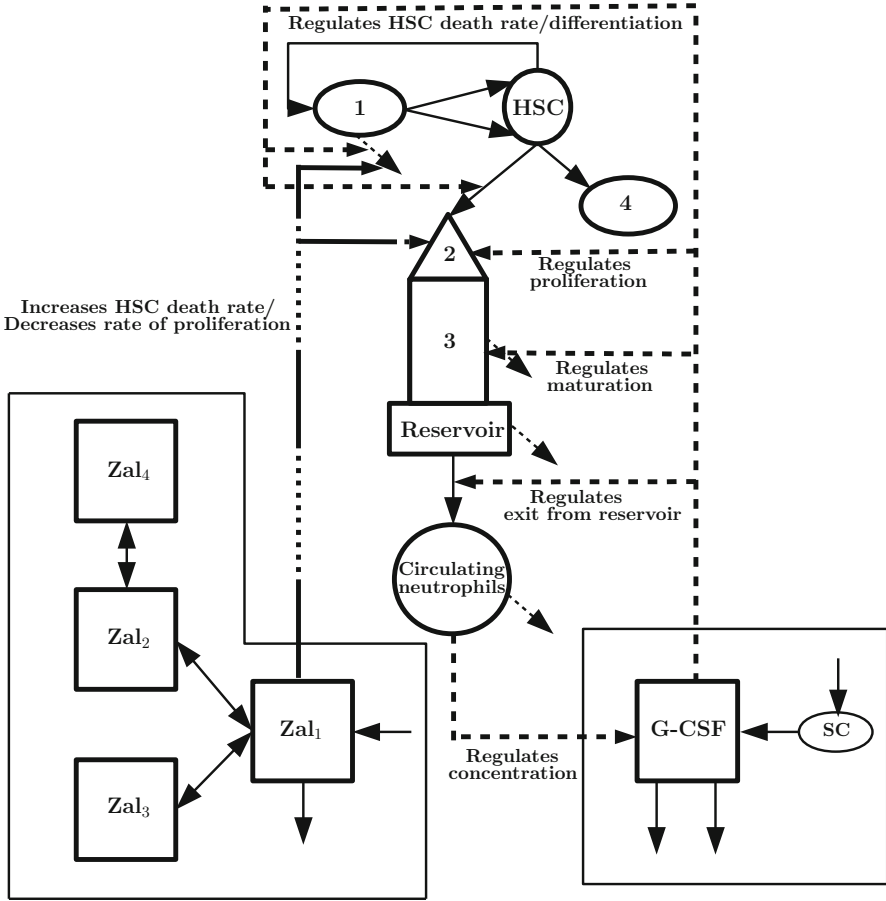 Regulates HSC death rate/differentiation
1
HSC
4
2
Regulates
proliferation
Increases HSC death rate/
Decreases rate of proliferation
3
Regulates
maturation
Reservoir
Zal₄
Regulates
exit from reservoir
Circulating
neutrophils
Zal₂
Zal₁
G-CSF
SC
Regulates
concentration
Zal₃